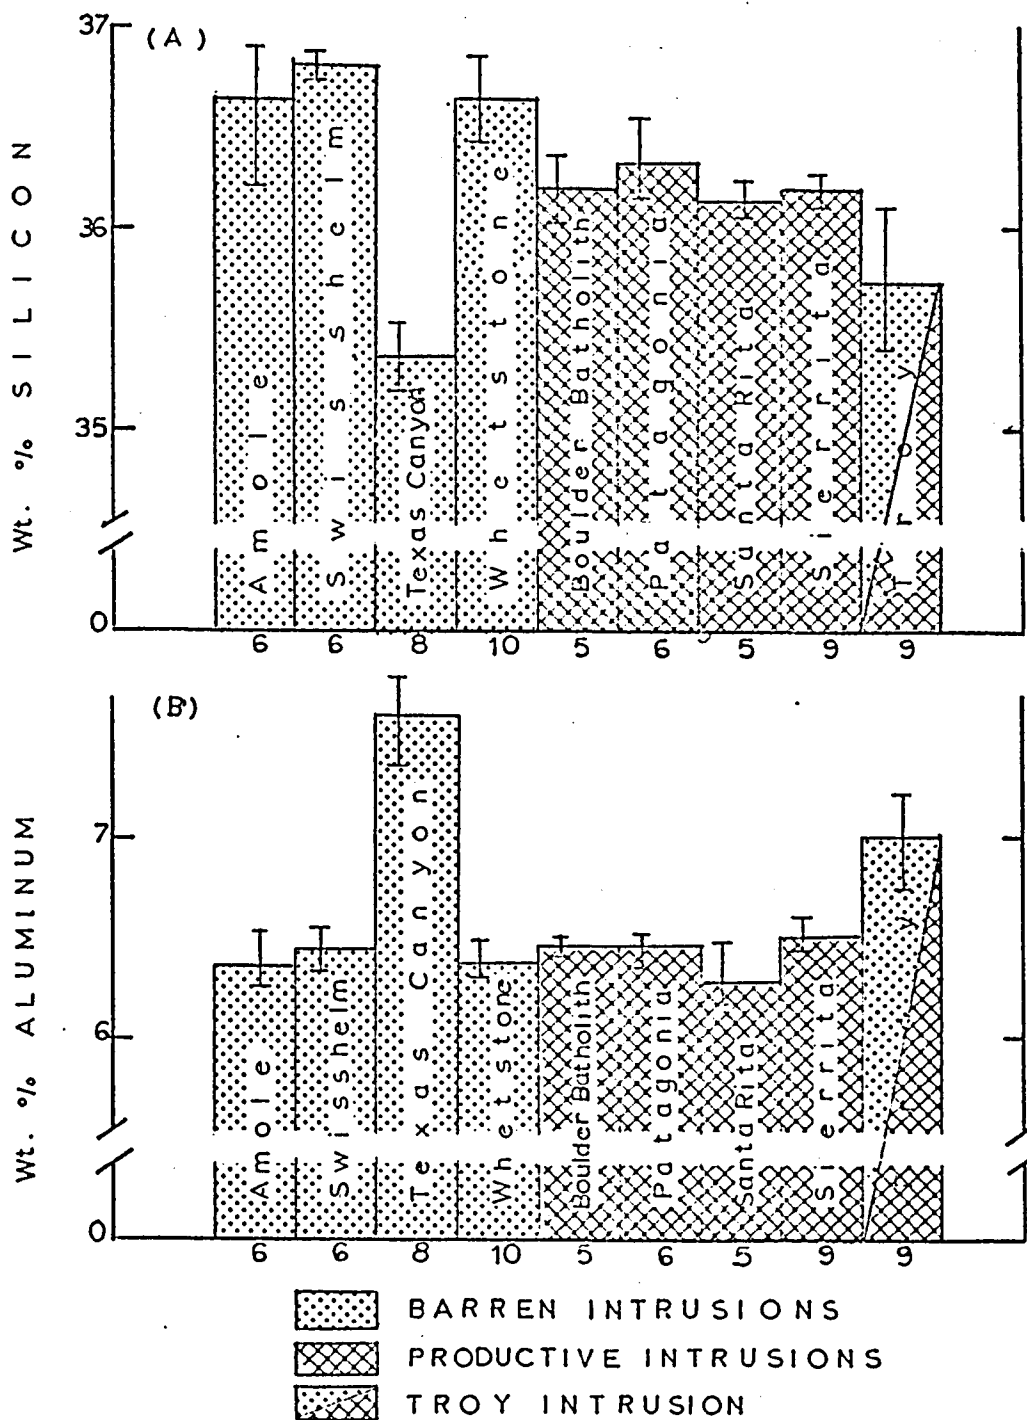 37
(A)
Wt. % SILICON
36
35
0
Amole
Swisshelm
Texas Canyon
Whetstone
Boulder Batholith
Patagonia
Santa Rita
Sierrita
Troy
6 6 8 10 5 6 5 9 9
(B)
Wt. % ALUMINUM
7
6
0
Amole
Swisshelm
Texas Canyon
Whetstone
Boulder Batholith
Patagonia
Santa Rita
Sierrita
Troy
6 6 8 10 5 6 5 9 9
BARREN INTRUSIONS
PRODUCTIVE INTRUSIONS
TROY INTRUSION